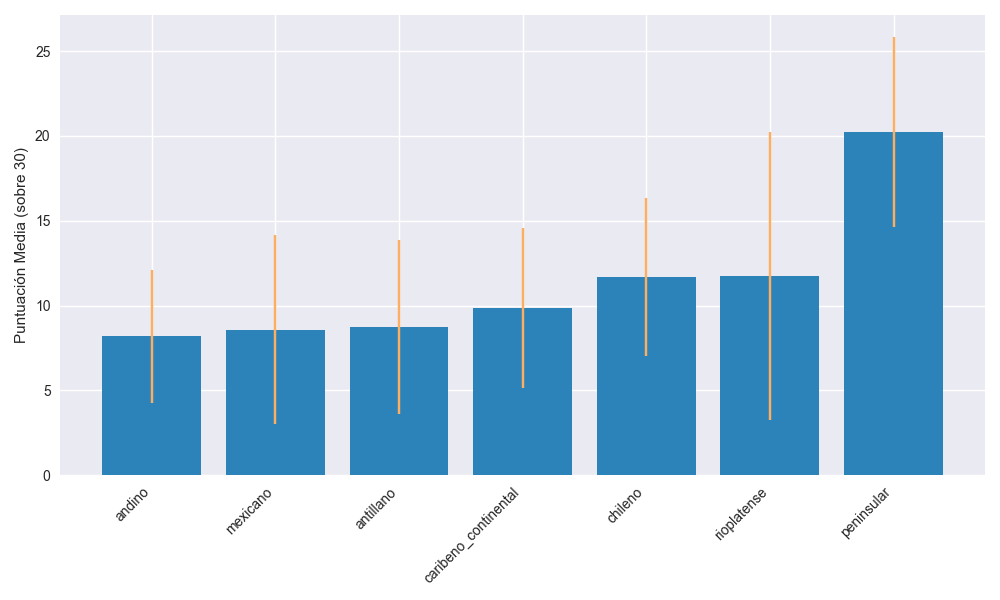 Puntuación Media (sobre 30)
25
20
15
10
5
0
andino
mexicano
antillano
caribeno_continental
chileno
rioplatense
peninsular